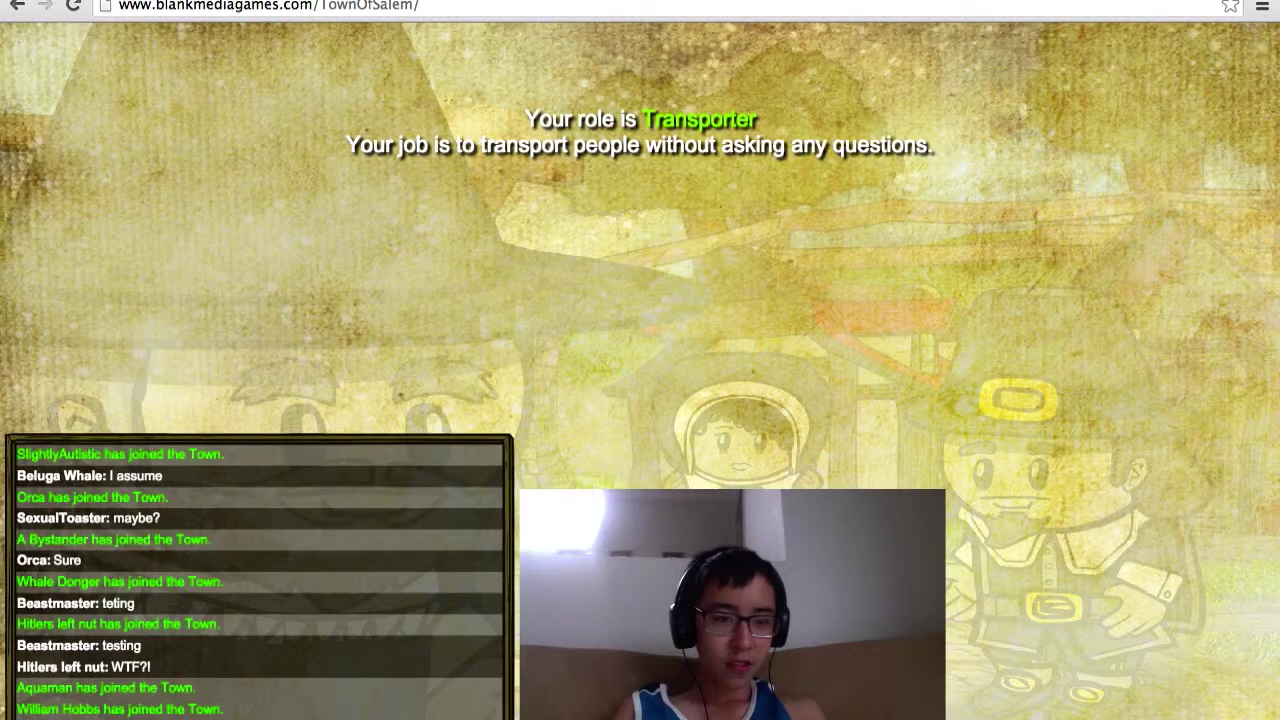 www.blankmediagames.com/TownOfSalem/
Your role is Transporter
Your job is to transport people without asking any questions.
SlightlyAutistic has joined the Town.
Beluga Whale: I assume
Orca has joined the Town.
SexualToaster: maybe?
A Bystander has joined the Town.
Orca: Sure
Whale Donger has joined the Town.
Beastmaster: teting
Hitlers left nut has joined the Town.
Beastmaster: testing
Hitlers left nut: WTF?!
Aquaman has joined the Town.
William Hobbs has joined the Town.